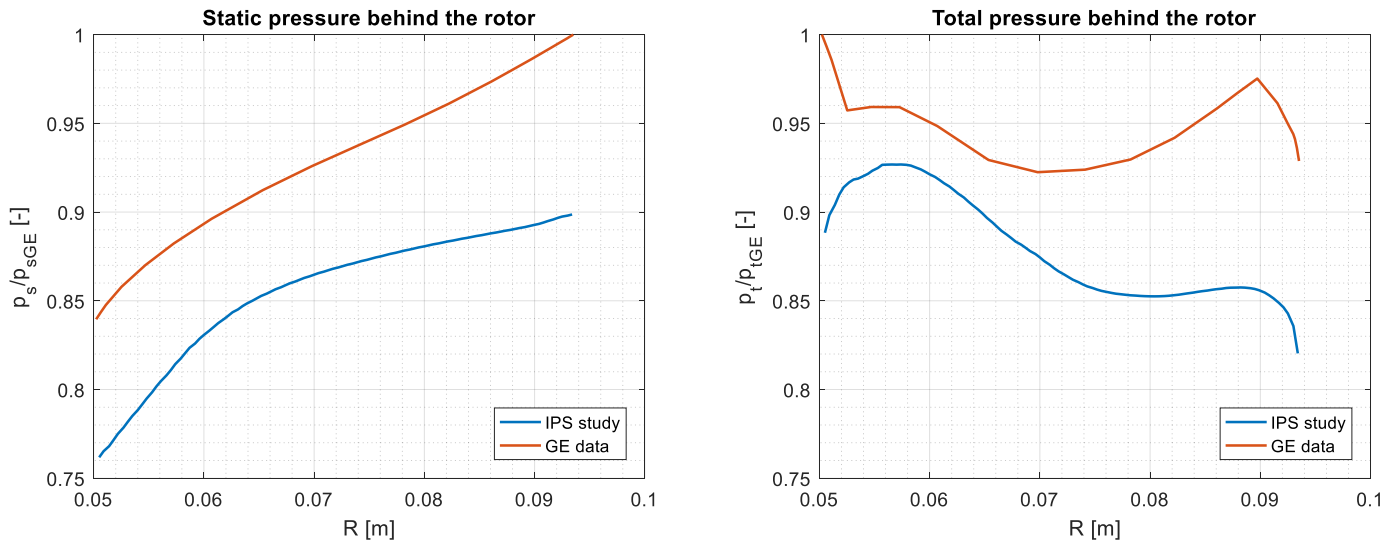 Static pressure behind the rotor
1
0.95
0.9
0.85
0.8
0.75
p_s/p_sGE [-]
0.05 0.06 0.07 0.08 0.09 0.1
R [m]
IPS study
GE data
Total pressure behind the rotor
1
0.95
0.9
0.85
0.8
0.75
p_t/p_tGE [-]
0.05 0.06 0.07 0.08 0.09 0.1
R [m]
IPS study
GE data